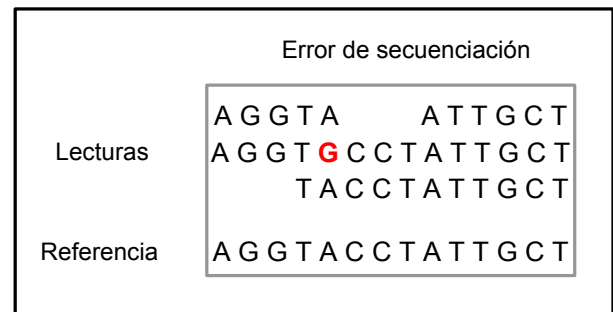 Error de secuenciación
A G G T A A T T G C T
Lecturas A G G T G C C T A T T G C T
T A C C T A T T G C T
Referencia A G G T A C C T A T T G C T